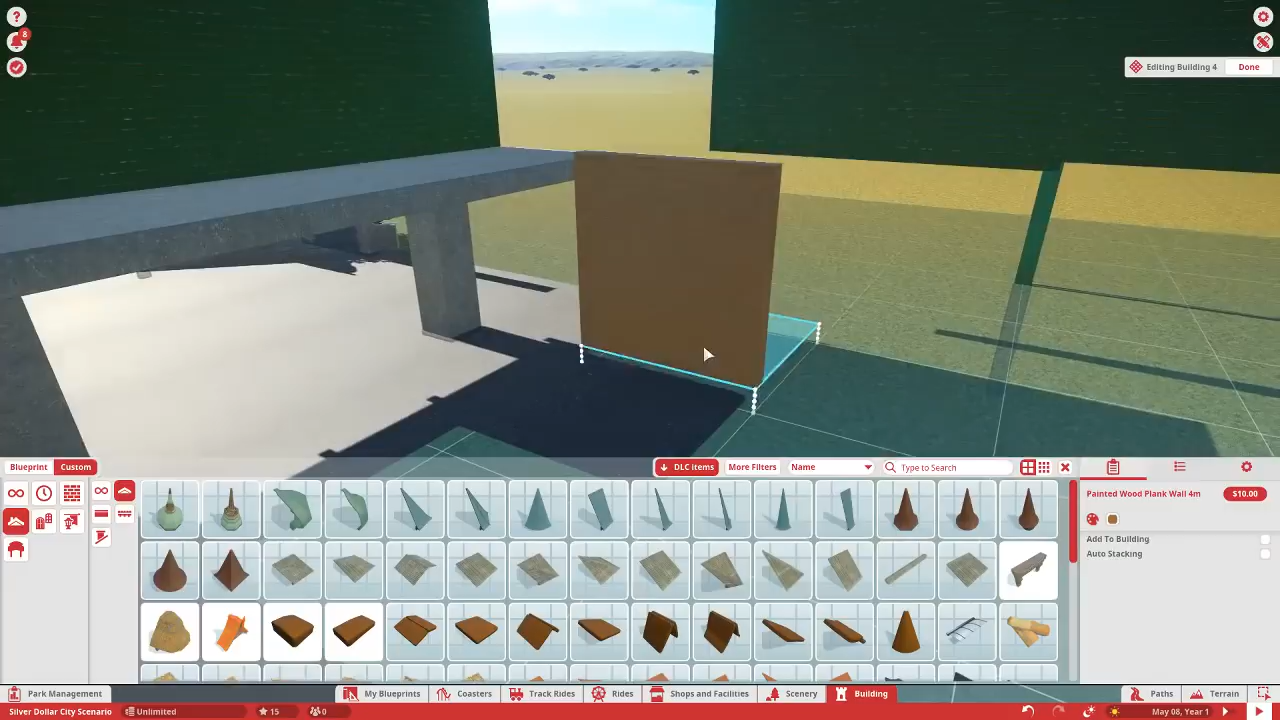 ?
8
Editing Building 4 Done
Blueprint Custom DLC Items More Filters Name Type to Search
Painted Wood Plank Wall 4m $10.00
Add To Building
Auto Stacking
Park Management My Blueprints Coasters Track Rides Rides Shops and Facilities Scenery Building Paths Terrain
Silver Dollar City Scenario Unlimited 15 0 May 08, Year 1